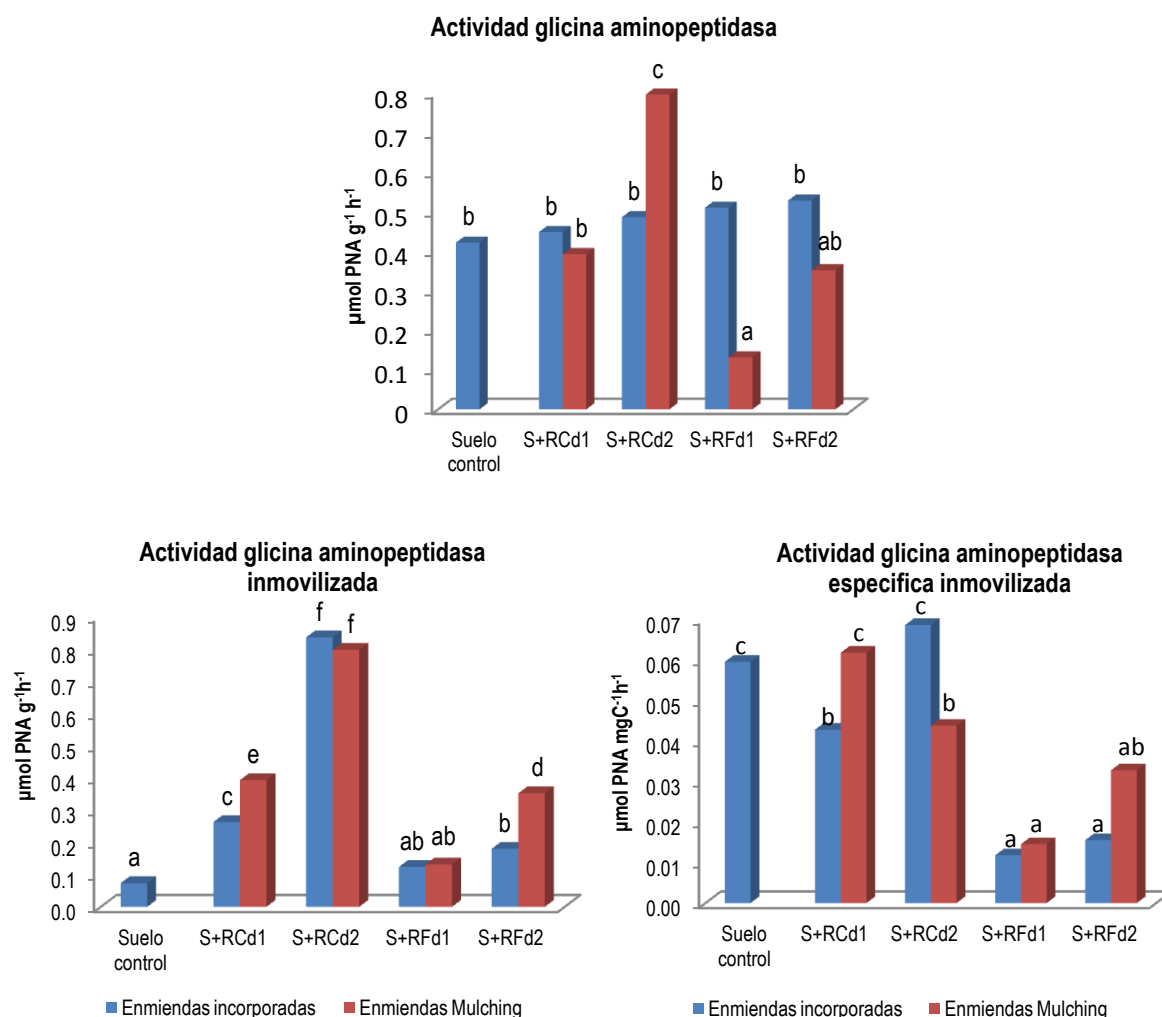 Actividad glicina aminopeptidasa
µmol PNA g-1 h-1
0.8
0.7
0.6
0.5
0.4
0.3
0.2
0.1
0
b
b
b
b
c
b
a
b
ab
Suelo control
S+RCd1
S+RCd2
S+RFd1
S+RFd2
Actividad glicina aminopeptidasa
inmovilizada
µmol PNA g-1h-1
0.9
0.8
0.7
0.6
0.5
0.4
0.3
0.2
0.1
0.0
a
c
e
f
f
ab
ab
b
d
Suelo
control
S+RCd1
S+RCd2
S+RFd1
S+RFd2
Enmiendas incorporadas
Enmiendas Mulching
Actividad glicina aminopeptidasa
especifica inmovilizada
µmol PNA mgC-1h-1
0.07
0.06
0.05
0.04
0.03
0.02
0.01
0.00
c
b
c
c
b
a
a
a
ab
Suelo
control
S+RCd1
S+RCd2
S+RFd1
S+RFd2
Enmiendas incorporadas
Enmiendas Mulching